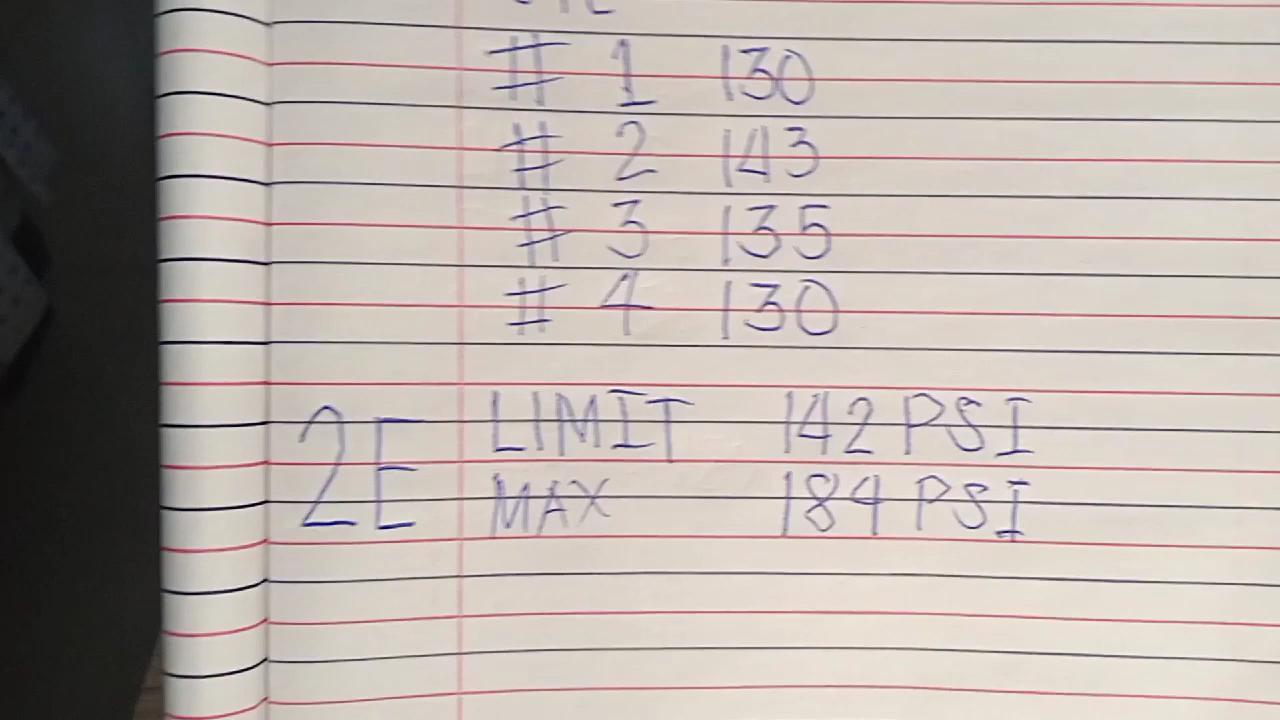 # 1 130
# 2 143
# 3 135
# 4 130
2E LIMIT 142 PSI
MAX 184 PSI